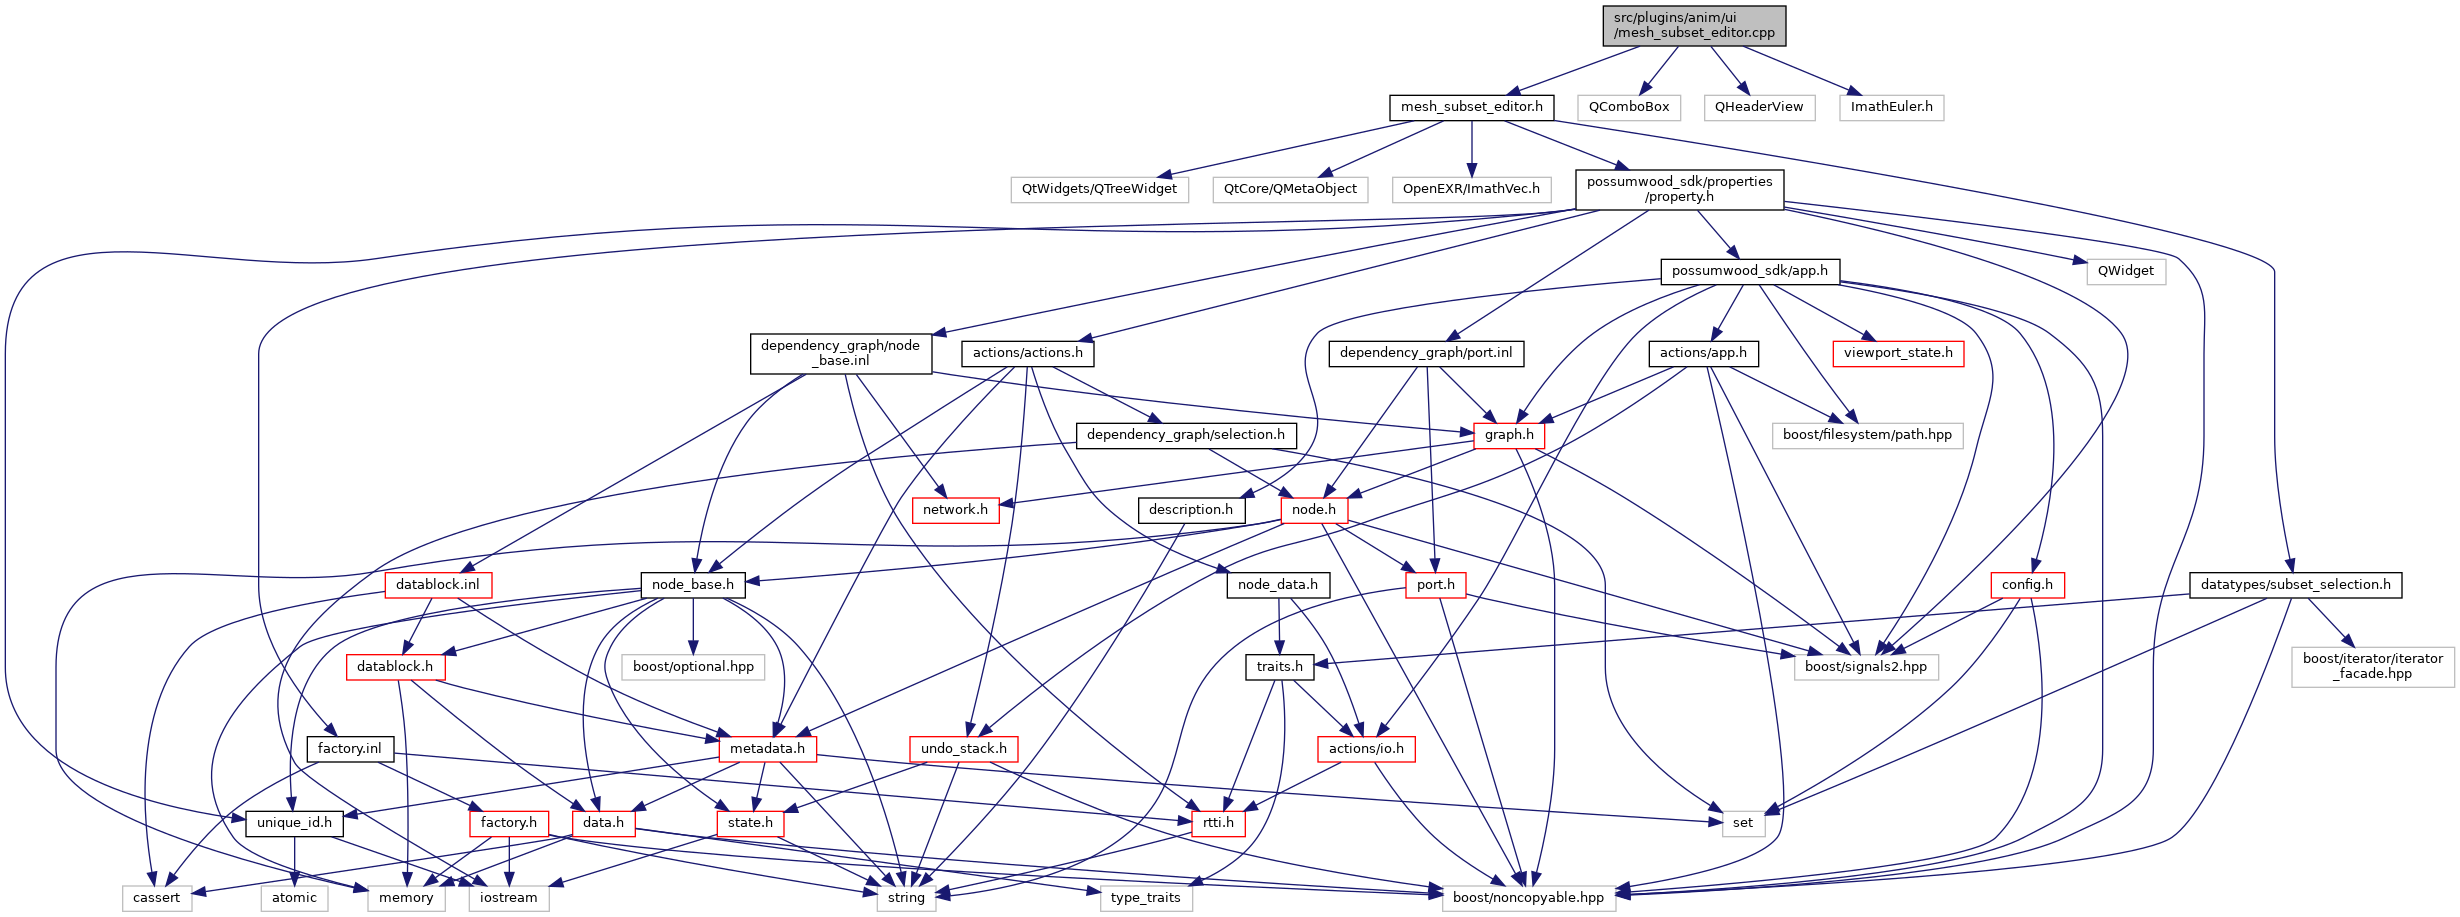 src/plugins/anim/ui
/mesh_subset_editor.cpp
mesh_subset_editor.h
QComboBox
QHeaderView
ImathEuler.h
QtWidgets/QTreeWidget
QtCore/QMetaObject
OpenEXR/ImathVec.h
possumwood_sdk/properties
/property.h
possumwood_sdk/app.h
QWidget
dependency_graph/node
_base.inl
actions/actions.h
dependency_graph/port.inl
actions/app.h
viewport_state.h
dependency_graph/selection.h
graph.h
boost/filesystem/path.hpp
network.h
description.h
node.h
datablock.inl
node_base.h
node_data.h
port.h
config.h
datatypes/subset_selection.h
datablock.h
boost/optional.hpp
traits.h
boost/signals2.hpp
boost/iterator/iterator
_facade.hpp
factory.inl
metadata.h
undo_stack.h
actions/io.h
unique_id.h
factory.h
data.h
state.h
rtti.h
set
cassert
atomic
memory
iostream
string
type_traits
boost/noncopyable.hpp